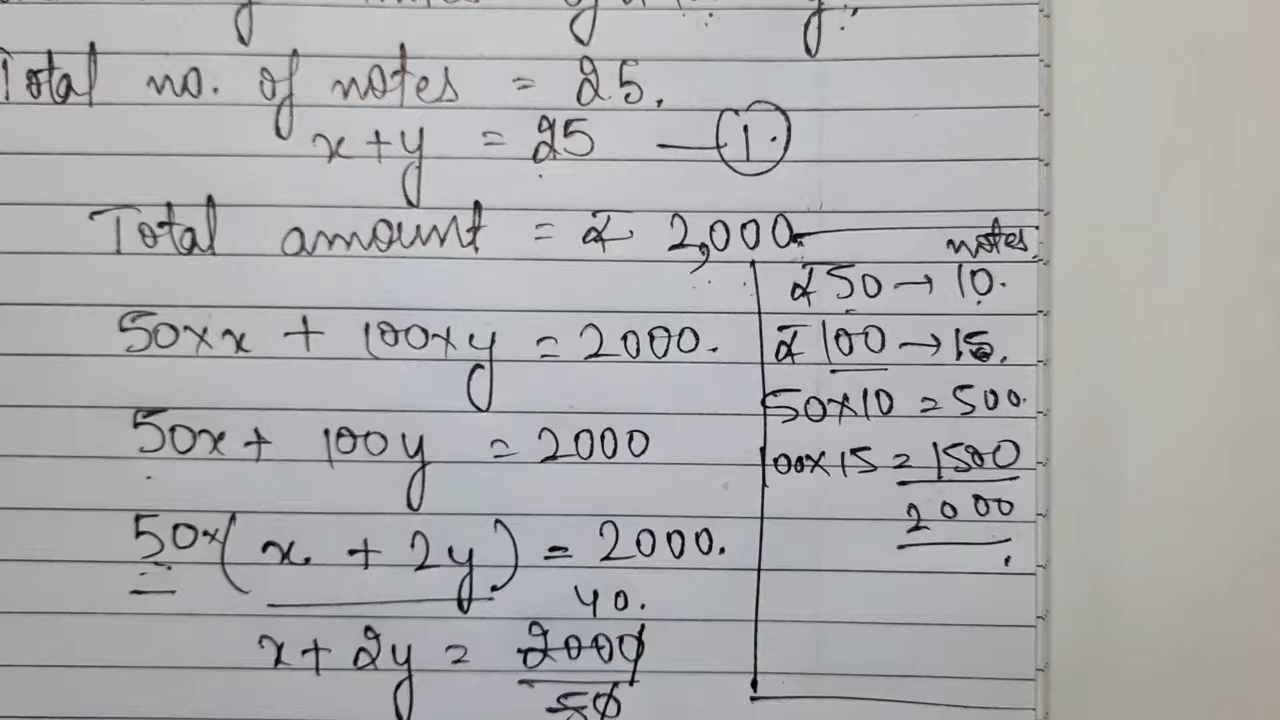 Total no. of notes = 25.
x+y = 25 —①.
Total amount = ₹ 2,000.
50×x + 100×y = 2000.
50x + 100y = 2000
50×(x + 2y) = 2000.
40.
x + 2y = 2000
50
notes
₹50 → 10.
₹100 → 15.
50×10 = 500.
100×15 = 1500
2000